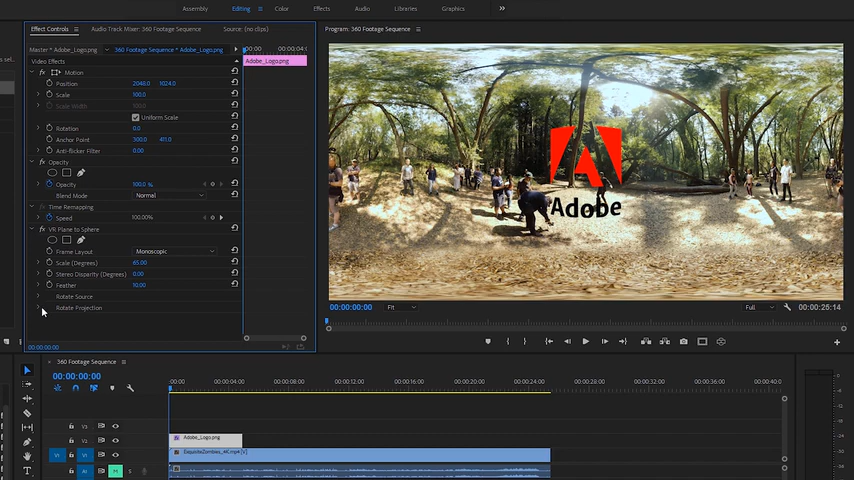 Assembly Editing Color Effects Audio Libraries Graphics
Effect Controls Audio Track Mixer: 360 Footage Sequence Source: (no clips) Program: 360 Footage Sequence
Master * Adobe_Logo.png 360 Footage Sequence * Adobe_Logo.png :00:00 00:00:04:0
Video Effects Adobe_Logo.png
fx Motion
Position 2048.0 1024.0
Scale 100.0
Scale Width 100.0
Uniform Scale
Rotation 0.0
Anchor Point 300.0 411.0
Anti-flicker Filter 0.00
fx Opacity
Opacity 100.0 %
Blend Mode Normal
Time Remapping
Speed 100.00%
fx VR Plane to Sphere
Frame Layout Monoscopic
Scale (Degrees) 65.00
Stereo Disparity (Degrees) 0.00
Feather 10.00
Rotate Source
Rotate Projection
00:00:00:00
Adobe
00:00:00:00 Fit Full 00:00:25:14
360 Footage Sequence
00:00:00:00
:00:00 00:00:04:00 00:00:08:00 00:00:12:00 00:00:16:00 00:00:20:00 00:00:24:00 00:00:28:00 00:00:32:00 00:00:36:00 00:00:40:0
V3
V2 Adobe_Logo.png
V1 V1 ExquisiteZombies_4K.mp4 [V]
A1 M S